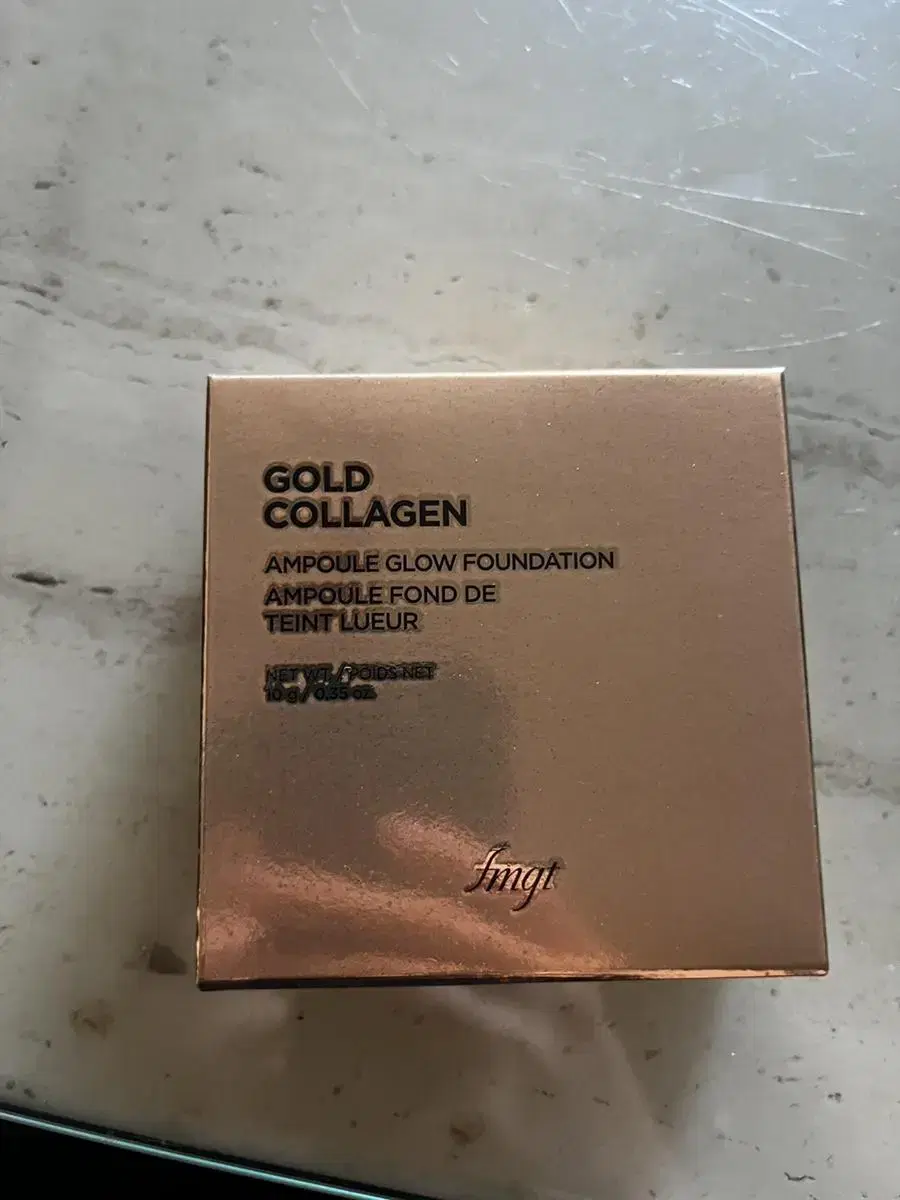 GOLD
COLLAGEN
AMPOULE GLOW FOUNDATION
AMPOULE FOND DE
TEINT LUEUR
NET WT. / POIDS NET
10 g / 0.35 oz.
fmgt